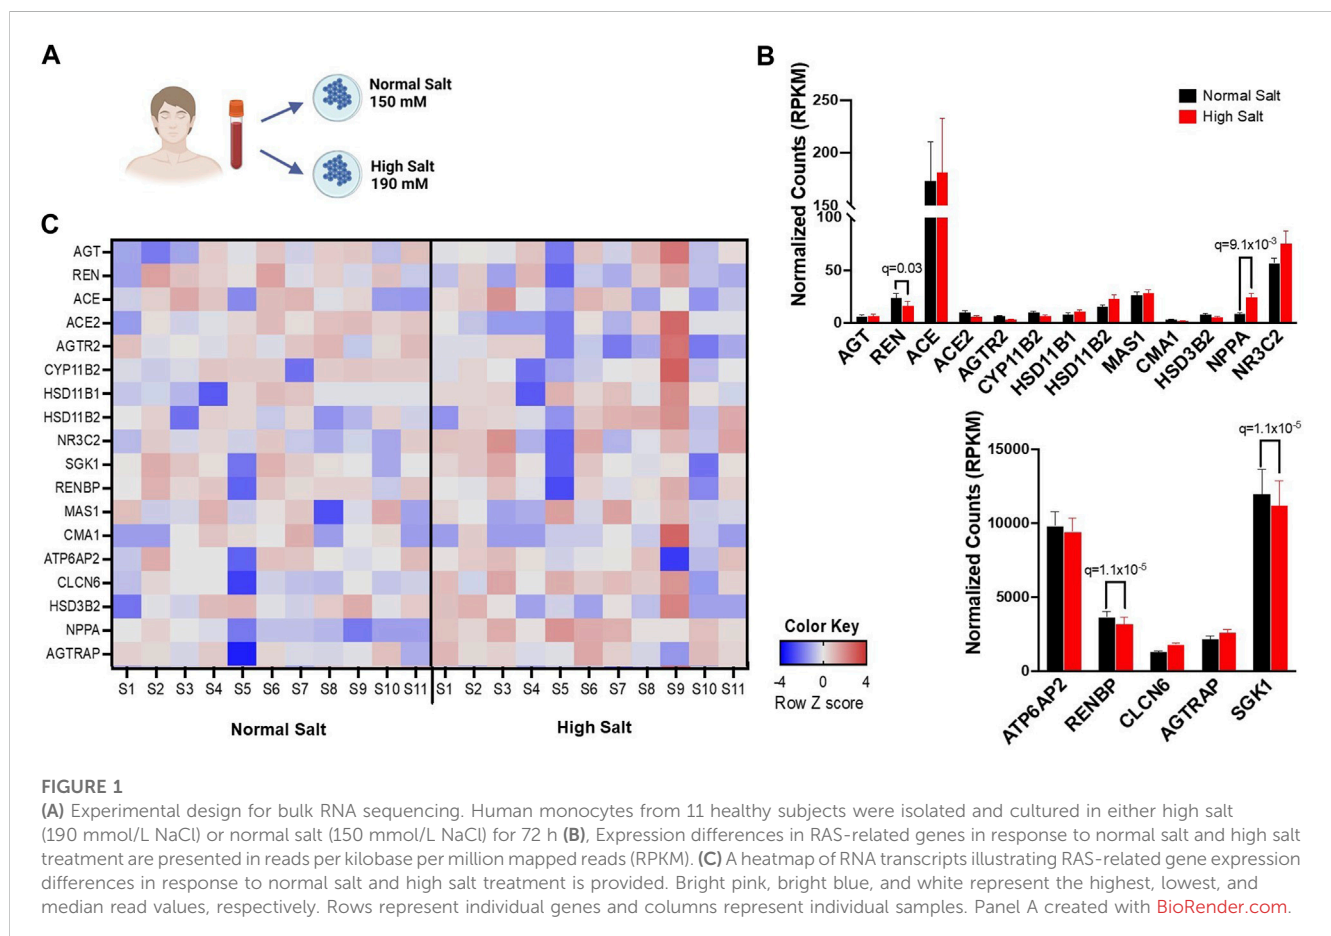 A
Normal Salt
150 mM
High Salt
190 mM
B
Normal Salt
High Salt
Normalized Counts (RPKM)
250
200
150
100
50
0
q=0.03
q=9.1x10-3
AGT
REN
ACE
ACE2
AGTR2
CYP11B2
HSD11B1
HSD11B2
MAS1
CMA1
HSD3B2
NPPA
NR3C2
Normalized Counts (RPKM)
15000
10000
5000
0
q=1.1x10-5
q=1.1x10-5
ATP6AP2
RENBP
CLCN6
AGTRAP
SGK1
C
AGT
REN
ACE
ACE2
AGTR2
CYP11B2
HSD11B1
HSD11B2
NR3C2
SGK1
RENBP
MAS1
CMA1
ATP6AP2
CLCN6
HSD3B2
NPPA
AGTRAP
S1 S2 S3 S4 S5 S6 S7 S8 S9 S10 S11 S1 S2 S3 S4 S5 S6 S7 S8 S9 S10 S11
Normal Salt High Salt
Color Key
-4 0 4
Row Z score
FIGURE 1
(A) Experimental design for bulk RNA sequencing. Human monocytes from 11 healthy subjects were isolated and cultured in either high salt
(190 mmol/L NaCl) or normal salt (150 mmol/L NaCl) for 72 h (B), Expression differences in RAS-related genes in response to normal salt and high salt
treatment are presented in reads per kilobase per million mapped reads (RPKM). (C) A heatmap of RNA transcripts illustrating RAS-related gene expression
differences in response to normal salt and high salt treatment is provided. Bright pink, bright blue, and white represent the highest, lowest, and
median read values, respectively. Rows represent individual genes and columns represent individual samples. Panel A created with BioRender.com.